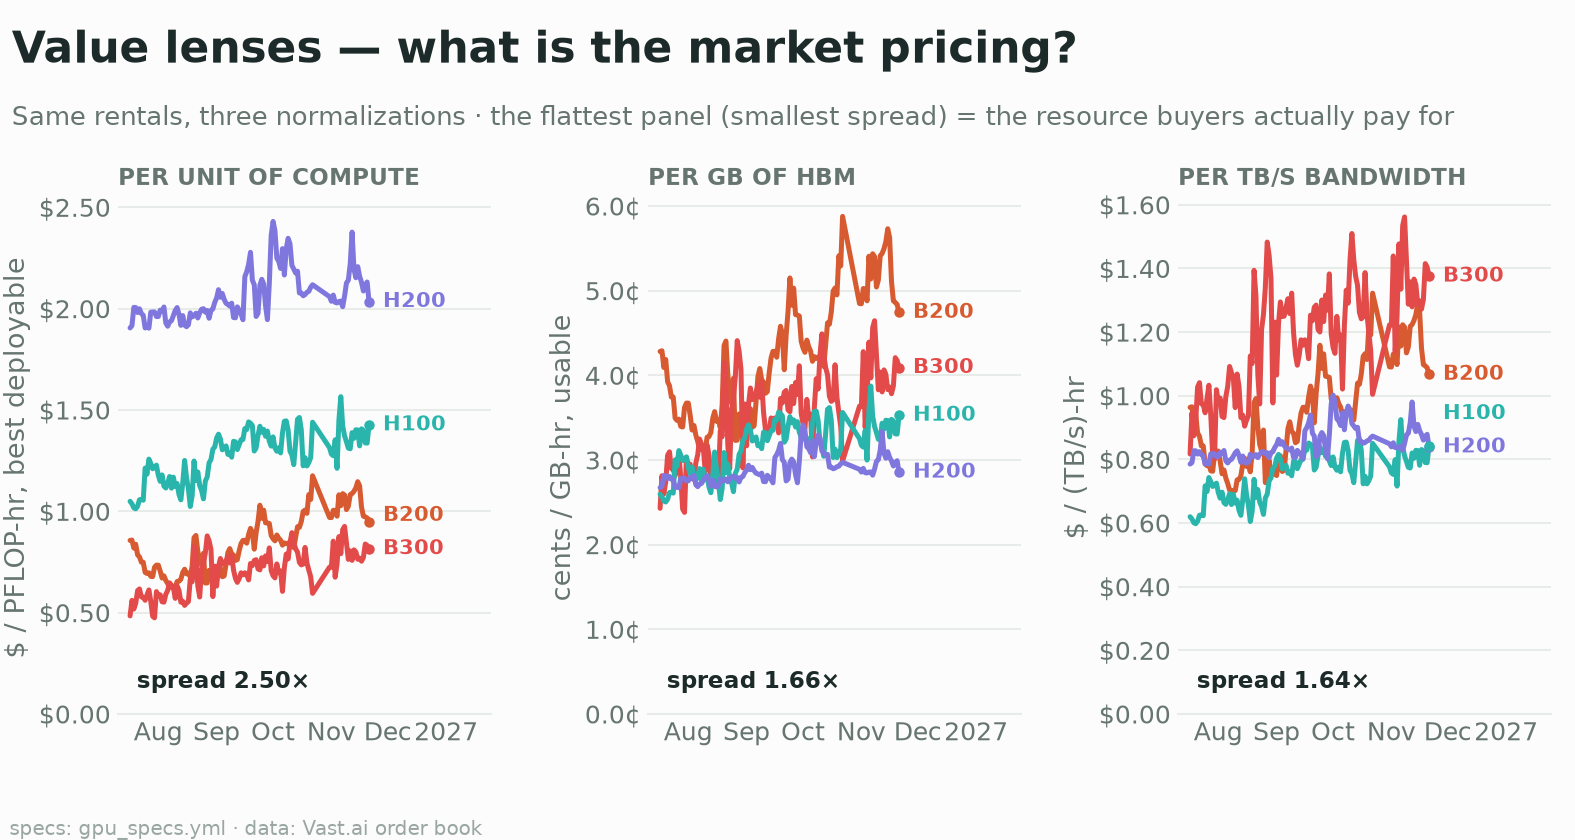 Value lenses — what is the market pricing?
Same rentals, three normalizations · the flattest panel (smallest spread) = the resource buyers actually pay for
PER UNIT OF COMPUTE
$ / PFLOP-hr, best deployable
$2.50
$2.00
$1.50
$1.00
$0.50
$0.00
H200
H100
B200
B300
spread 2.50×
Aug Sep Oct Nov Dec 2027
PER GB OF HBM
cents / GB-hr, usable
6.0¢
5.0¢
4.0¢
3.0¢
2.0¢
1.0¢
0.0¢
B200
B300
H100
H200
spread 1.66×
Aug Sep Oct Nov Dec 2027
PER TB/S BANDWIDTH
$ / (TB/s)-hr
$1.60
$1.40
$1.20
$1.00
$0.80
$0.60
$0.40
$0.20
$0.00
B300
B200
H100
H200
spread 1.64×
Aug Sep Oct Nov Dec 2027
specs: gpu_specs.yml · data: Vast.ai order book